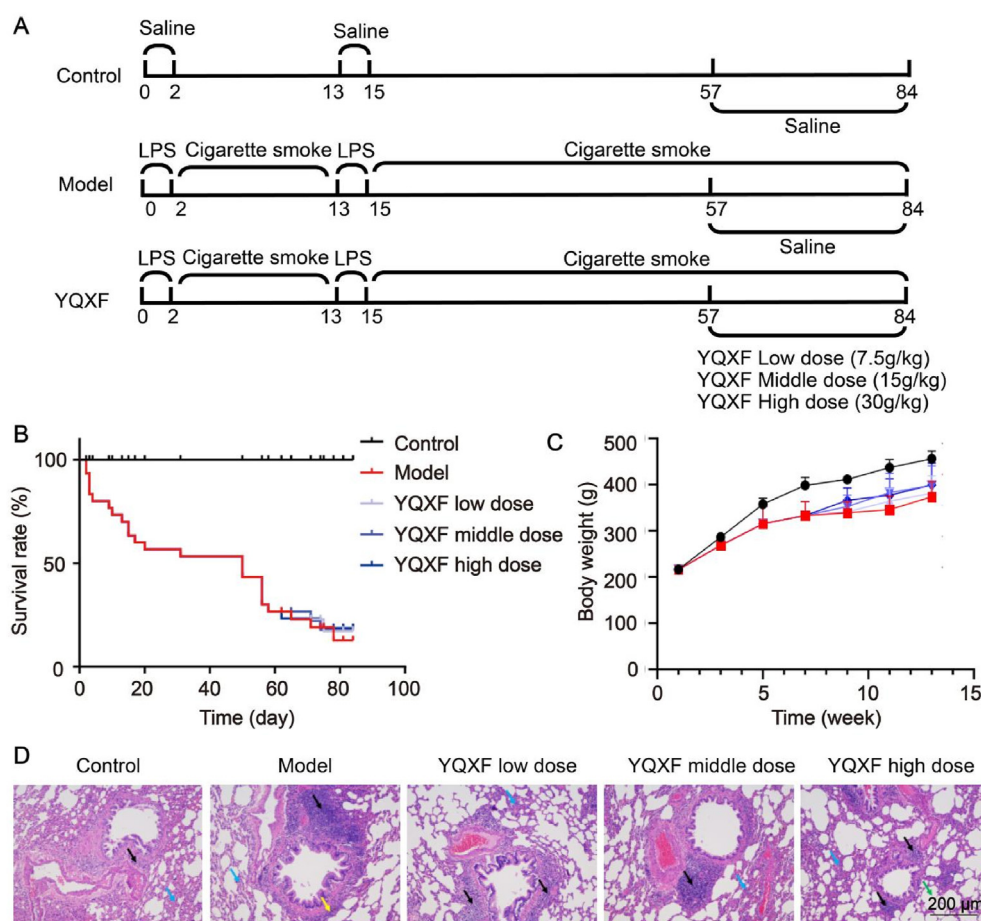 A
Saline Saline
Control
0 2 13 15 57 84
Saline
LPS Cigarette smoke LPS Cigarette smoke
Model
0 2 13 15 57 84
Saline
LPS Cigarette smoke LPS Cigarette smoke
YQXF
0 2 13 15 57 84
YQXF Low dose (7.5g/kg)
YQXF Middle dose (15g/kg)
YQXF High dose (30g/kg)
B
Survival rate (%)
100
50
0
0 20 40 60 80 100
Time (day)
Control
Model
YQXF low dose
YQXF middle dose
YQXF high dose
C
Body weight (g)
500
400
300
200
100
0
0 5 10 15
Time (week)
D
Control Model YQXF low dose YQXF middle dose YQXF high dose
200 μm